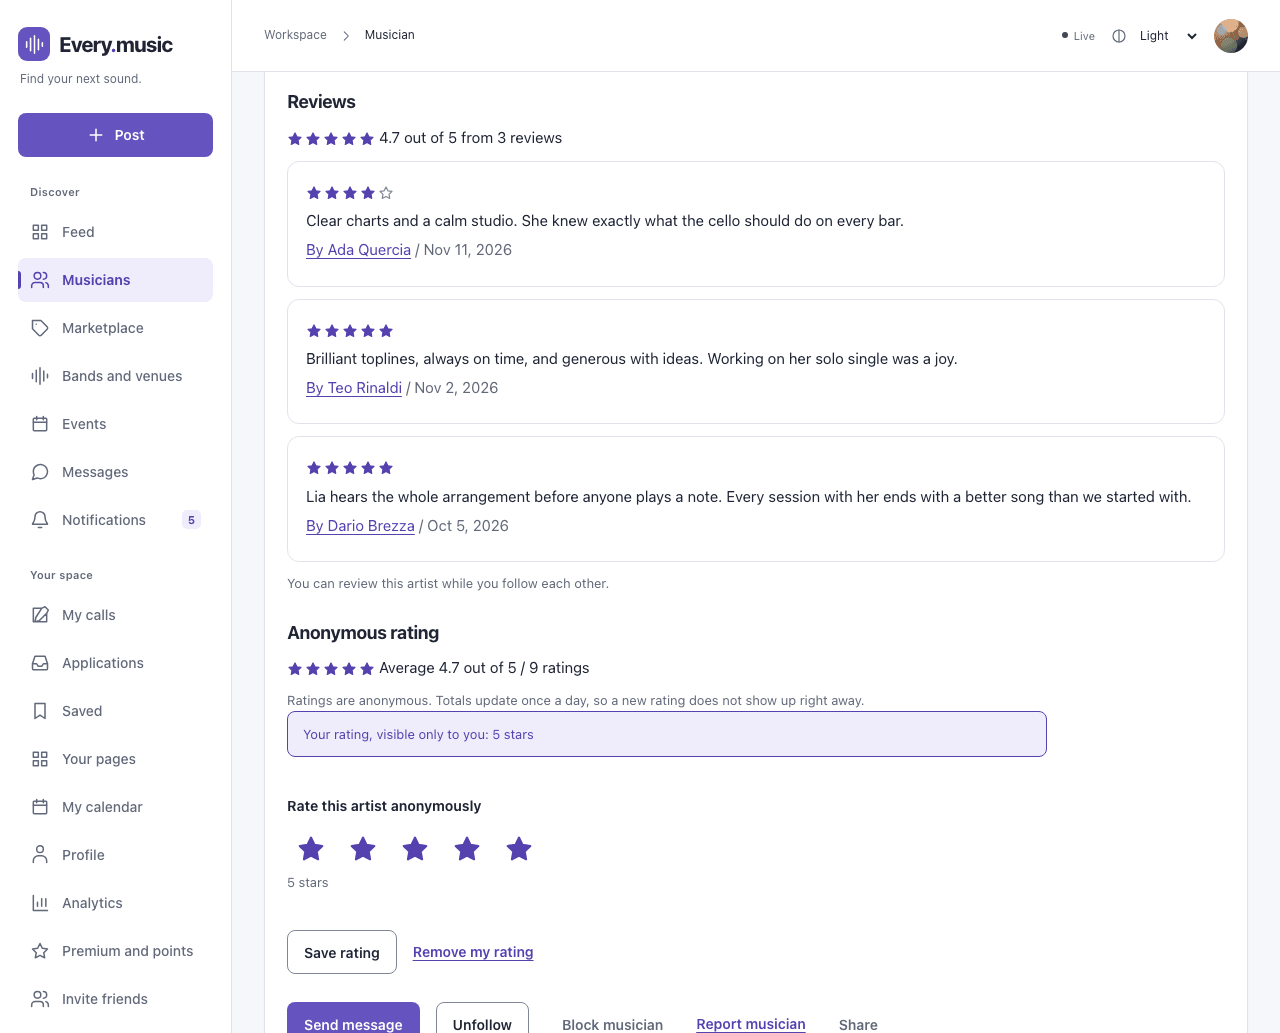 Every.music
Find your next sound.
Post
Discover
Feed
Musicians
Marketplace
Bands and venues
Events
Messages
Notifications 5
Your space
My calls
Applications
Saved
Your pages
My calendar
Profile
Analytics
Premium and points
Invite friends
Workspace > Musician
Live
Light
Reviews
4.7 out of 5 from 3 reviews
Clear charts and a calm studio. She knew exactly what the cello should do on every bar.
By Ada Quercia / Nov 11, 2026
Brilliant toplines, always on time, and generous with ideas. Working on her solo single was a joy.
By Teo Rinaldi / Nov 2, 2026
Lia hears the whole arrangement before anyone plays a note. Every session with her ends with a better song than we started with.
By Dario Brezza / Oct 5, 2026
You can review this artist while you follow each other.
Anonymous rating
Average 4.7 out of 5 / 9 ratings
Ratings are anonymous. Totals update once a day, so a new rating does not show up right away.
Your rating, visible only to you: 5 stars
Rate this artist anonymously
5 stars
Save rating
Remove my rating
Send message
Unfollow
Block musician
Report musician
Share